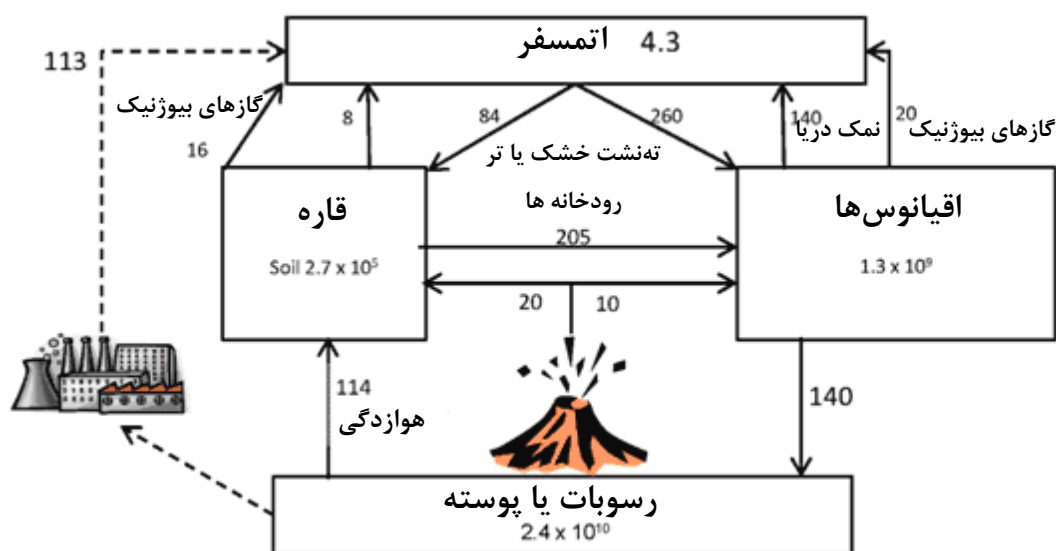 اتمسفر 4.3
113
گازهای بیوژنیک
16
8
84
260
140
نمک دریا
20
گازهای بیوژنیک
ته‌نشت خشک یا تر
قاره
Soil 2.7 x 10⁵
رودخانه ها
205
اقیانوس‌ها
1.3 x 10⁹
20
10
114
هوازدگی
140
رسوبات یا پوسته
2.4 x 10¹⁰